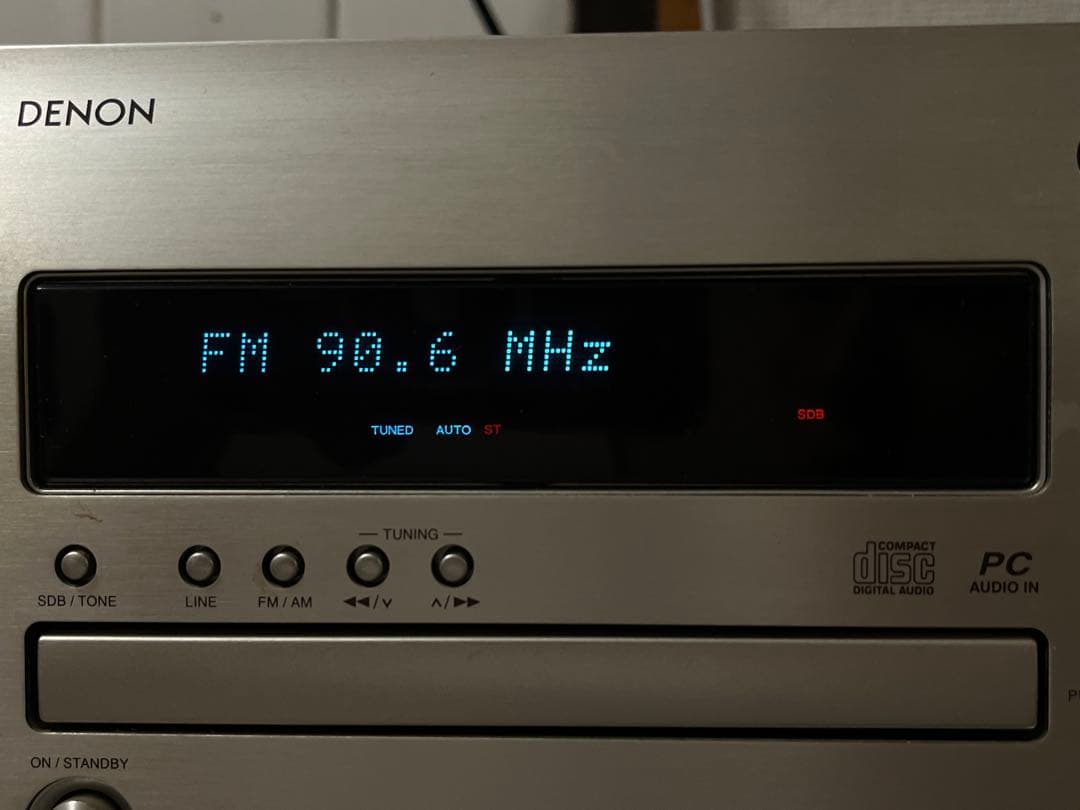 DENON
FM 90.6 MHz
SDB
TUNED AUTO ST
TUNING
SDB / TONE
LINE
FM / AM
◀◀ / ∨
∧ / ▶▶
COMPACT
disc
DIGITAL AUDIO
PC
AUDIO IN
ON / STANDBY